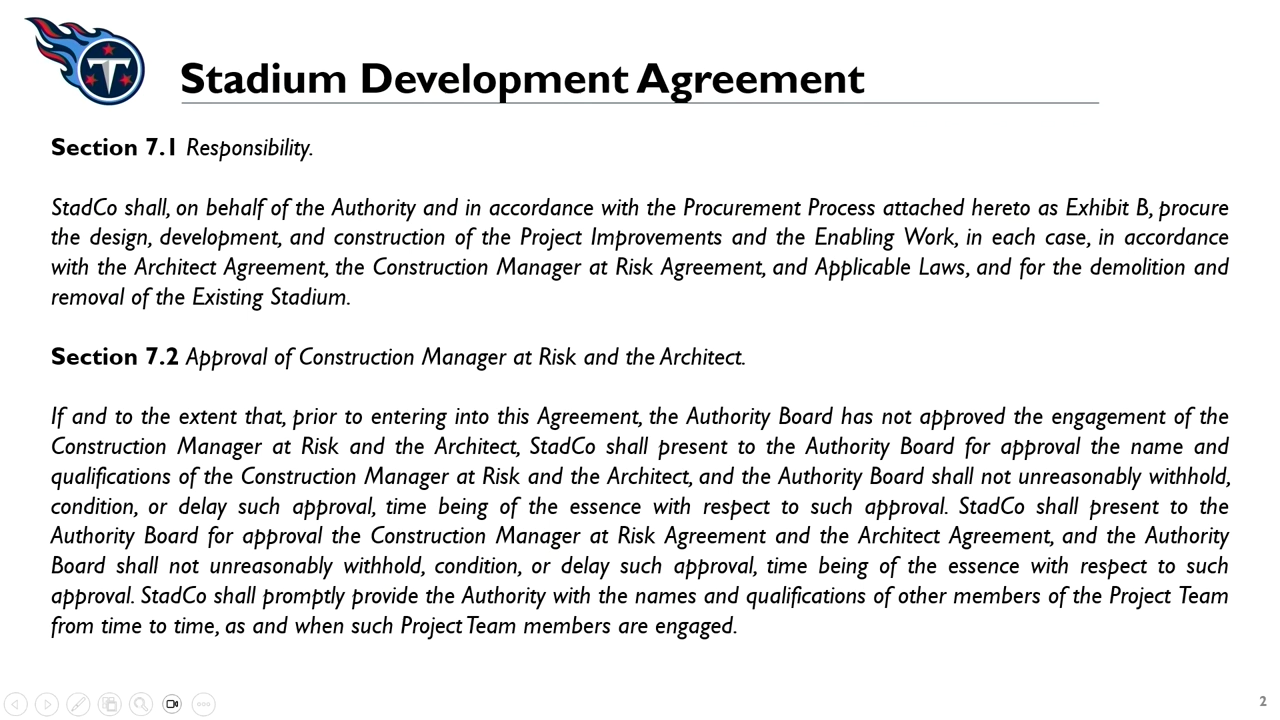 Stadium Development Agreement
Section 7.1 Responsibility.
StadCo shall, on behalf of the Authority and in accordance with the Procurement Process attached hereto as Exhibit B, procure
the design, development, and construction of the Project Improvements and the Enabling Work, in each case, in accordance
with the Architect Agreement, the Construction Manager at Risk Agreement, and Applicable Laws, and for the demolition and
removal of the Existing Stadium.
Section 7.2 Approval of Construction Manager at Risk and the Architect.
If and to the extent that, prior to entering into this Agreement, the Authority Board has not approved the engagement of the
Construction Manager at Risk and the Architect, StadCo shall present to the Authority Board for approval the name and
qualifications of the Construction Manager at Risk and the Architect, and the Authority Board shall not unreasonably withhold,
condition, or delay such approval, time being of the essence with respect to such approval. StadCo shall present to the
Authority Board for approval the Construction Manager at Risk Agreement and the Architect Agreement, and the Authority
Board shall not unreasonably withhold, condition, or delay such approval, time being of the essence with respect to such
approval. StadCo shall promptly provide the Authority with the names and qualifications of other members of the Project Team
from time to time, as and when such Project Team members are engaged.
2